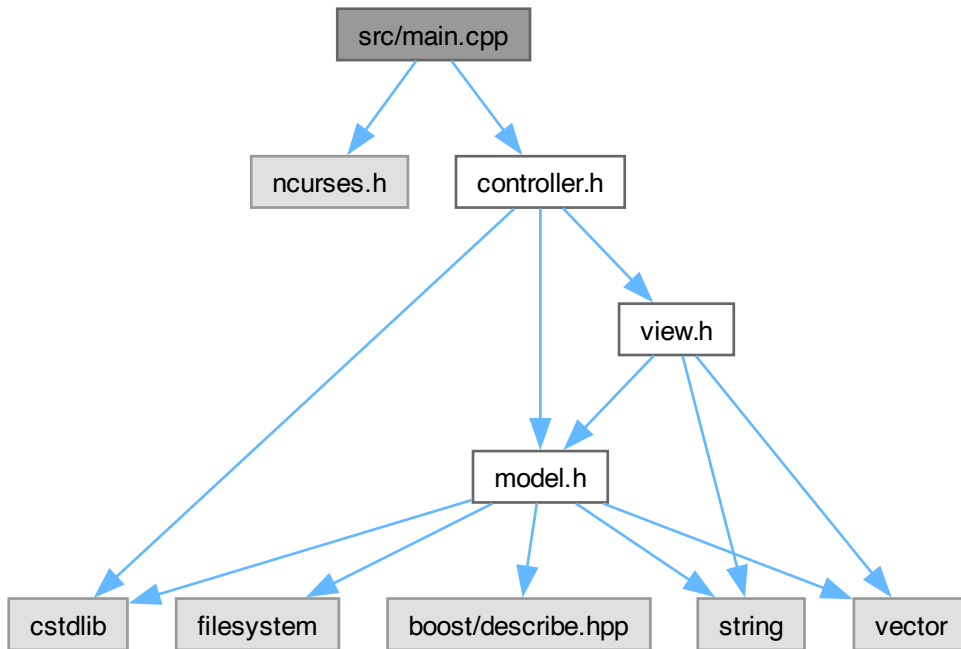 src/main.cpp
ncurses.h
controller.h
view.h
model.h
cstdlib
filesystem
boost/describe.hpp
string
vector